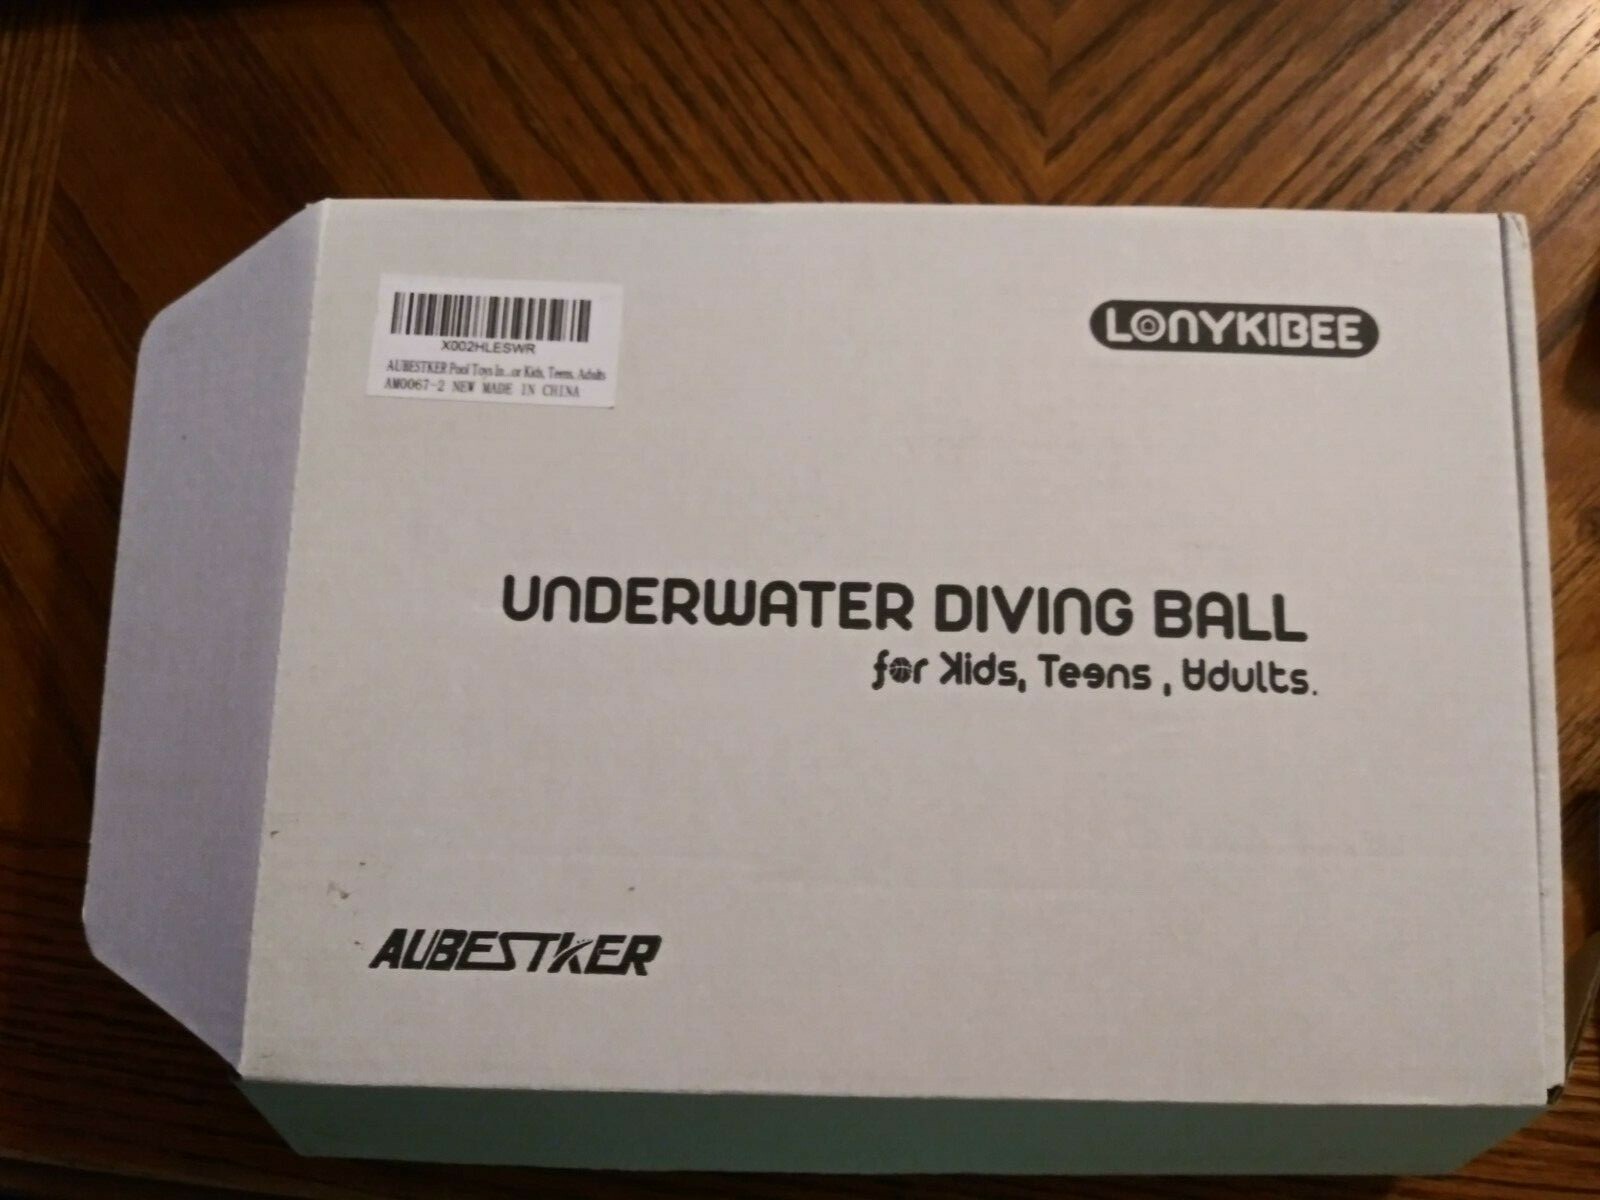 X002HLESWR
AUBESTKER Pool Toys In...or Kids, Teens, Adults
AM0067-2 NEW MADE IN CHINA
LONYKIBEE
UNDERWATER DIVING BALL
for Kids, Teens , Adults.
AUBESTKER